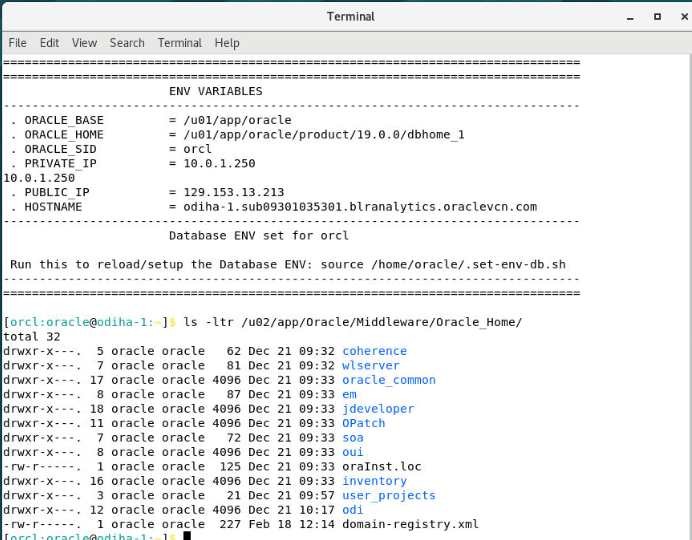 Terminal
File Edit View Search Terminal Help
================================================================================
================================================================================
                       ENV VARIABLES
--------------------------------------------------------------------------------
 . ORACLE_BASE         = /u01/app/oracle
 . ORACLE_HOME         = /u01/app/oracle/product/19.0.0/dbhome_1
 . ORACLE_SID          = orcl
 . PRIVATE_IP          = 10.0.1.250
10.0.1.250
 . PUBLIC_IP           = 129.153.13.213
 . HOSTNAME            = odiha-1.sub09301035301.blranalytics.oraclevcn.com
--------------------------------------------------------------------------------
                       Database ENV set for orcl

 Run this to reload/setup the Database ENV: source /home/oracle/.set-env-db.sh
--------------------------------------------------------------------------------
================================================================================

[orcl:oracle@odiha-1:~]$ ls -ltr /u02/app/Oracle/Middleware/Oracle_Home/
total 32
drwxr-x---.  5 oracle oracle   62 Dec 21 09:32 coherence
drwxr-x---.  7 oracle oracle   81 Dec 21 09:32 wlserver
drwxr-x---. 17 oracle oracle 4096 Dec 21 09:33 oracle_common
drwxr-x---.  8 oracle oracle   87 Dec 21 09:33 em
drwxr-x---. 18 oracle oracle 4096 Dec 21 09:33 jdeveloper
drwxr-x---. 11 oracle oracle 4096 Dec 21 09:33 OPatch
drwxr-x---.  7 oracle oracle   72 Dec 21 09:33 soa
drwxr-x---.  8 oracle oracle 4096 Dec 21 09:33 oui
-rw-r-----.  1 oracle oracle  125 Dec 21 09:33 oraInst.loc
drwxr-x---. 16 oracle oracle 4096 Dec 21 09:33 inventory
drwxr-x---.  3 oracle oracle   21 Dec 21 09:57 user_projects
drwxr-x---. 12 oracle oracle 4096 Dec 21 10:17 odi
-rw-r-----.  1 oracle oracle  227 Feb 18 12:14 domain-registry.xml
[orcl:oracle@odiha-1:~]$